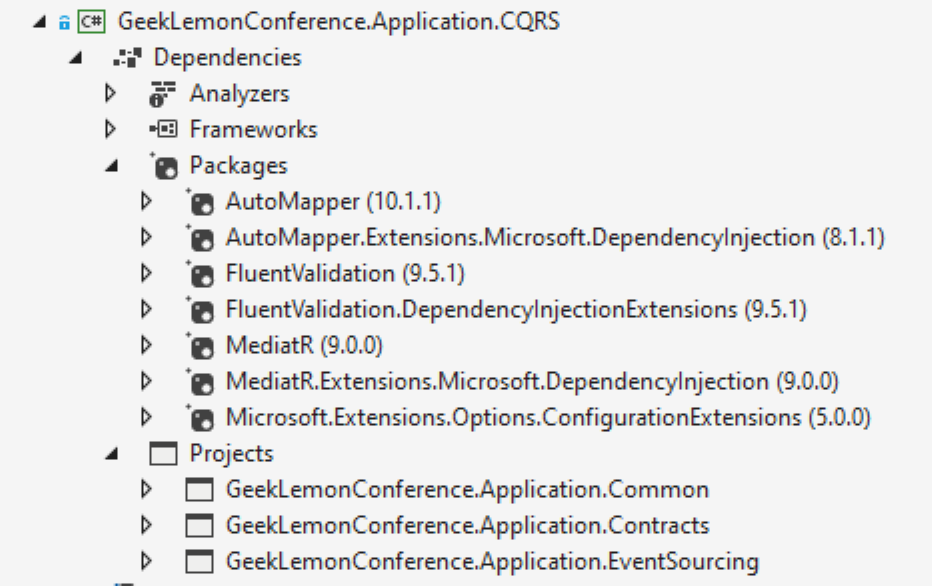 C# GeekLemonConference.Application.CQRS
Dependencies
Analyzers
Frameworks
Packages
AutoMapper (10.1.1)
AutoMapper.Extensions.Microsoft.DependencyInjection (8.1.1)
FluentValidation (9.5.1)
FluentValidation.DependencyInjectionExtensions (9.5.1)
MediatR (9.0.0)
MediatR.Extensions.Microsoft.DependencyInjection (9.0.0)
Microsoft.Extensions.Options.ConfigurationExtensions (5.0.0)
Projects
GeekLemonConference.Application.Common
GeekLemonConference.Application.Contracts
GeekLemonConference.Application.EventSourcing